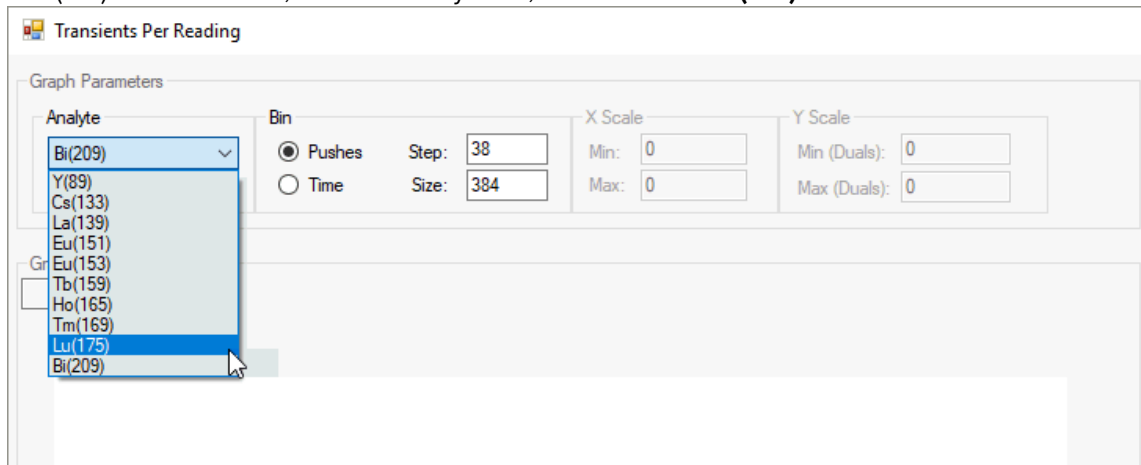 Transients Per Reading
Graph Parameters
Analyte
Bin
X Scale
Y Scale
Bi(209)
Pushes
Step: 38
Min: 0
Min (Duals): 0
Time
Size: 384
Max: 0
Max (Duals): 0
Y(89)
Cs(133)
La(139)
Eu(151)
Eu(153)
Tb(159)
Ho(165)
Tm(169)
Lu(175)
Bi(209)